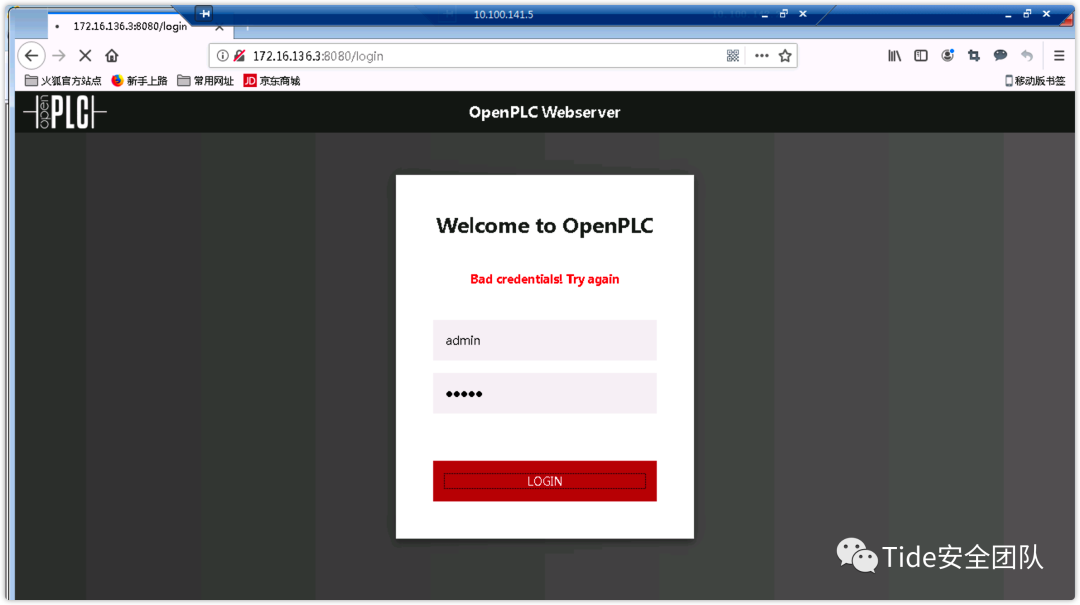 10.100.141.5
172.16.136.3:8080/login
172.16.136.3:8080/login
火狐官方站点 新手上路 常用网址 JD 京东商城 移动版书签
open PLC OpenPLC Webserver
Welcome to OpenPLC
Bad credentials! Try again
admin
•••••
LOGIN
Tide安全团队